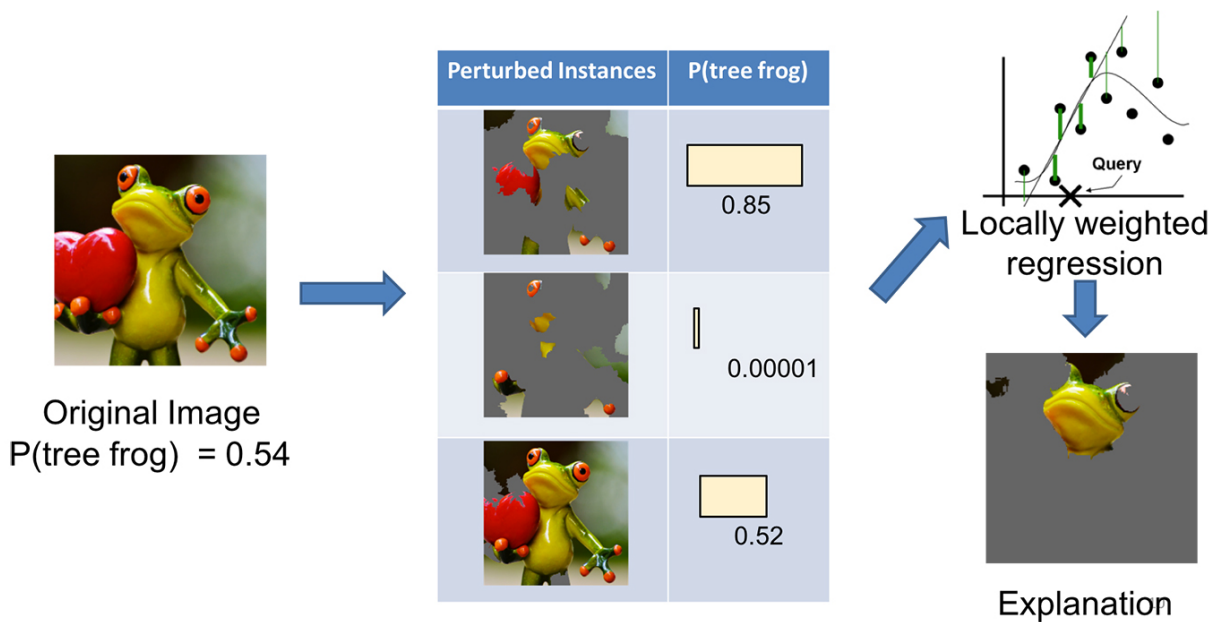 Original Image
P(tree frog) = 0.54
Perturbed Instances
P(tree frog)
0.85
0.00001
0.52
Query
Locally weighted
regression
Explanation